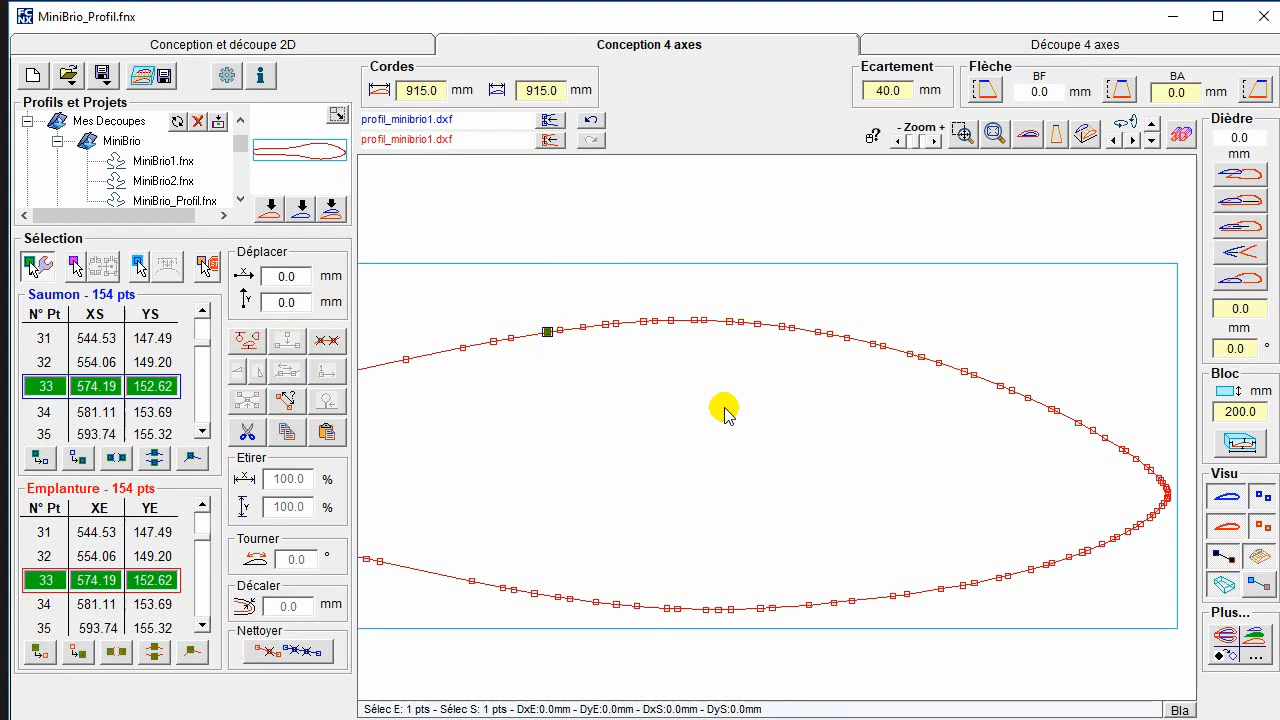 FC NX MiniBrio_Profil.fnx
Conception et découpe 2D
Conception 4 axes
Découpe 4 axes
Profils et Projets
Mes Decoupes
MiniBrio
MiniBrio1.fnx
MiniBrio2.fnx
MiniBrio_Profil.fnx
Cordes
915.0 mm 915.0 mm
profil_minibrio1.dxf
profil_minibrio1.dxf
Ecartement
40.0 mm
Flèche
BF BA
0.0 mm 0.0 mm
- Zoom +
3D
Dièdre
0.0
mm
0.0
mm
0.0 °
Bloc
mm
200.0
Visu
Plus...
...
Sélection
Saumon - 154 pts
N° Pt XS YS
31 544.53 147.49
32 554.06 149.20
33 574.19 152.62
34 581.11 153.69
35 593.74 155.32
Emplanture - 154 pts
N° Pt XE YE
31 544.53 147.49
32 554.06 149.20
33 574.19 152.62
34 581.11 153.69
35 593.74 155.32
Déplacer
X 0.0 mm
Y 0.0 mm
Etirer
X 100.0 %
Y 100.0 %
Tourner
0.0 °
Décaler
0.0 mm
Nettoyer
Sélec E: 1 pts - Sélec S: 1 pts - DxE:0.0mm - DyE:0.0mm - DxS:0.0mm - DyS:0.0mm
Bla